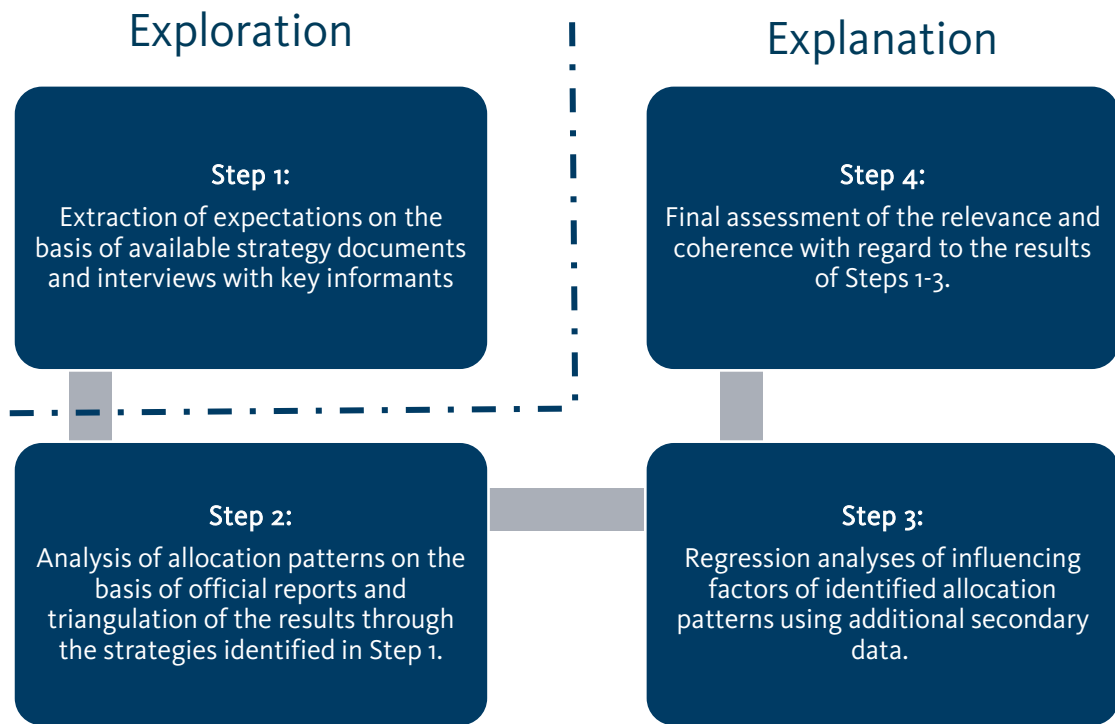 Exploration
Explanation
Step 1:
Extraction of expectations on the
basis of available strategy documents
and interviews with key informants
Step 4:
Final assessment of the relevance and
coherence with regard to the results
of Steps 1-3.
Step 2:
Analysis of allocation patterns on the
basis of official reports and
triangulation of the results through
the strategies identified in Step 1.
Step 3:
Regression analyses of influencing
factors of identified allocation
patterns using additional secondary
data.